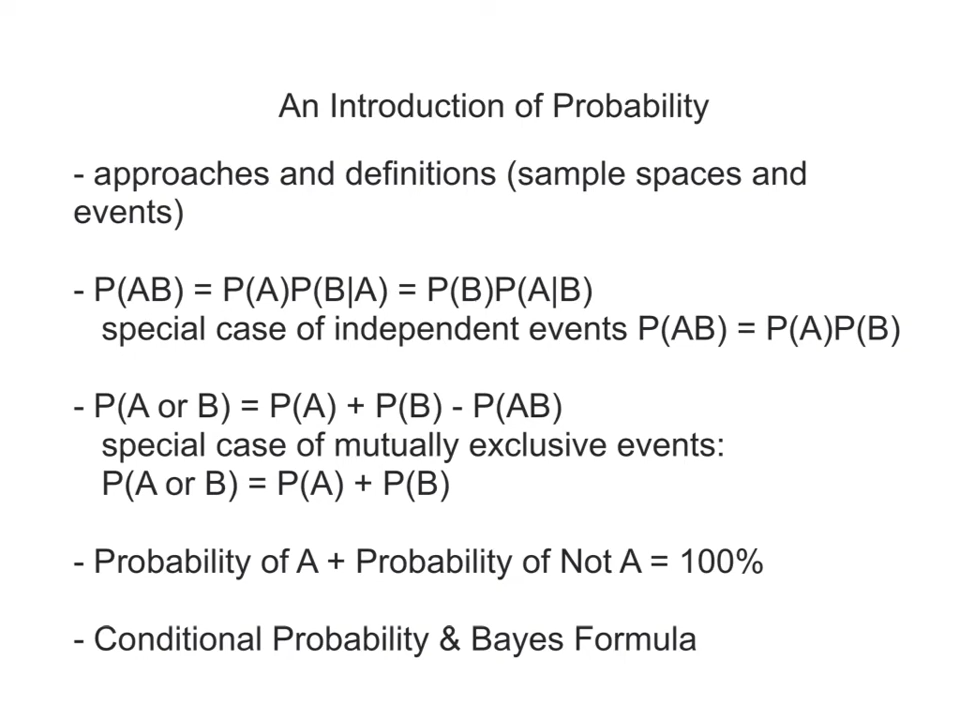 An Introduction of Probability
- approaches and definitions (sample spaces and
events)
- P(AB) = P(A)P(B|A) = P(B)P(A|B)
special case of independent events P(AB) = P(A)P(B)
- P(A or B) = P(A) + P(B) - P(AB)
special case of mutually exclusive events:
P(A or B) = P(A) + P(B)
- Probability of A + Probability of Not A = 100%
- Conditional Probability & Bayes Formula